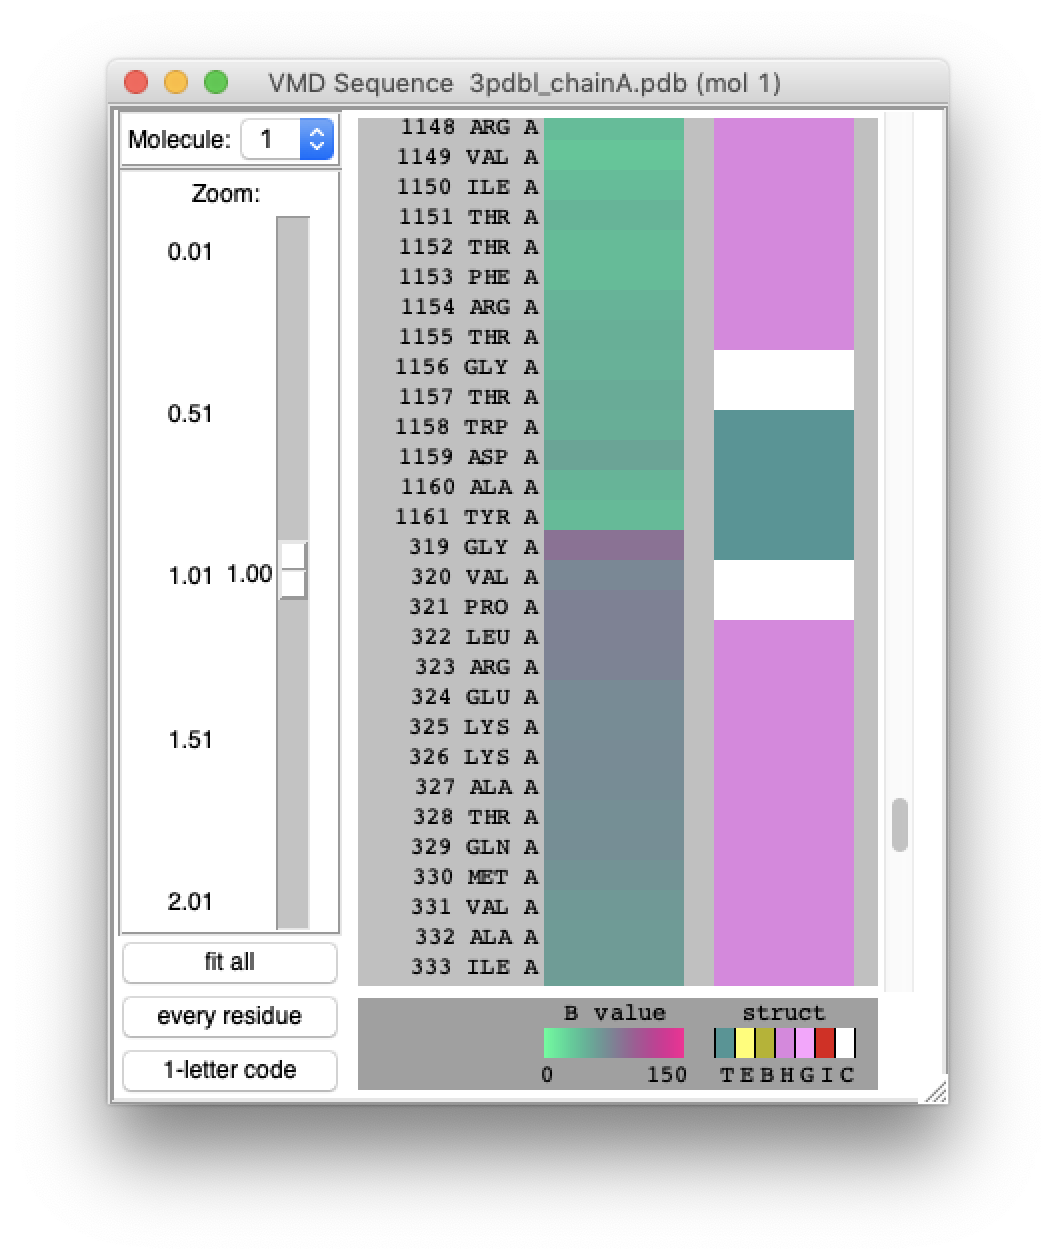 VMD Sequence 3pdbl_chainA.pdb (mol 1)
Molecule: 1
Zoom:
0.01
0.51
1.01 1.00
1.51
2.01
fit all
every residue
1-letter code
1148 ARG A
1149 VAL A
1150 ILE A
1151 THR A
1152 THR A
1153 PHE A
1154 ARG A
1155 THR A
1156 GLY A
1157 THR A
1158 TRP A
1159 ASP A
1160 ALA A
1161 TYR A
319 GLY A
320 VAL A
321 PRO A
322 LEU A
323 ARG A
324 GLU A
325 LYS A
326 LYS A
327 ALA A
328 THR A
329 GLN A
330 MET A
331 VAL A
332 ALA A
333 ILE A
B value
0 150
struct
T E B H G I C